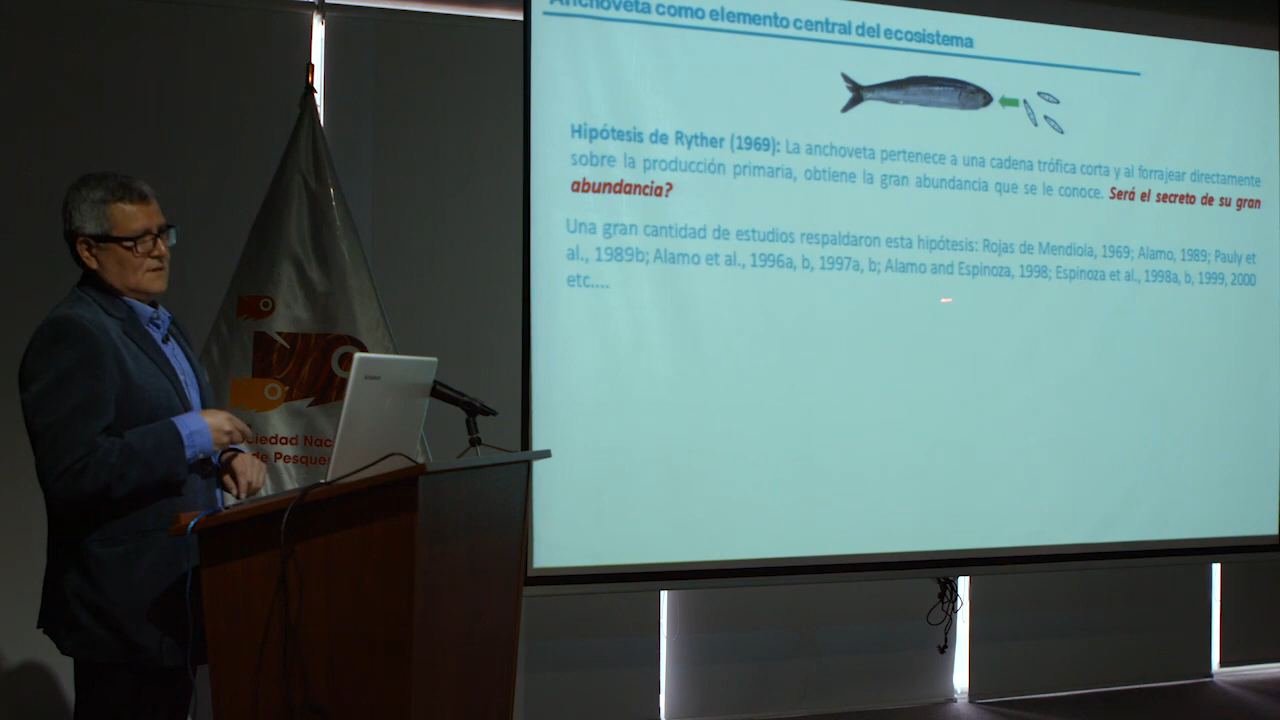 Anchoveta como elemento central del ecosistema
Hipótesis de Ryther (1969): La anchoveta pertenece a una cadena trófica corta y al forrajear directamente
sobre la producción primaria, obtiene la gran abundancia que se le conoce. Será el secreto de su gran
abundancia?
Una gran cantidad de estudios respaldaron esta hipótesis: Rojas de Mendiola, 1969; Alamo, 1989; Pauly et
al., 1989b; Alamo et al., 1996a, b, 1997a, b; Alamo and Espinoza, 1998; Espinoza et al., 1998a, b, 1999, 2000
etc....
ciedad Nac
de Pesque